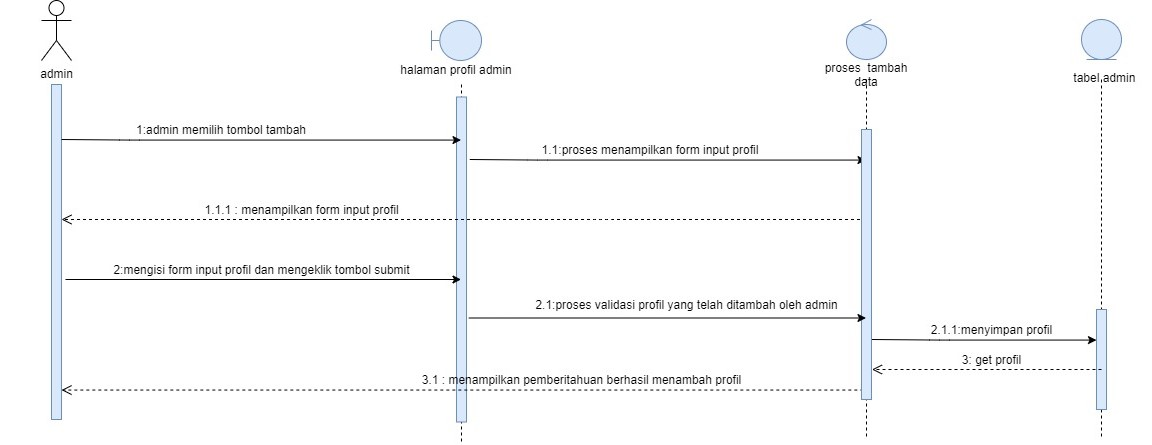 admin
halaman profil admin
proses tambah
data
tabel admin
1:admin memilih tombol tambah
1.1:proses menampilkan form input profil
1.1.1 : menampilkan form input profil
2:mengisi form input profil dan mengeklik tombol submit
2.1:proses validasi profil yang telah ditambah oleh admin
2.1.1:menyimpan profil
3: get profil
3.1 : menampilkan pemberitahuan berhasil menambah profil